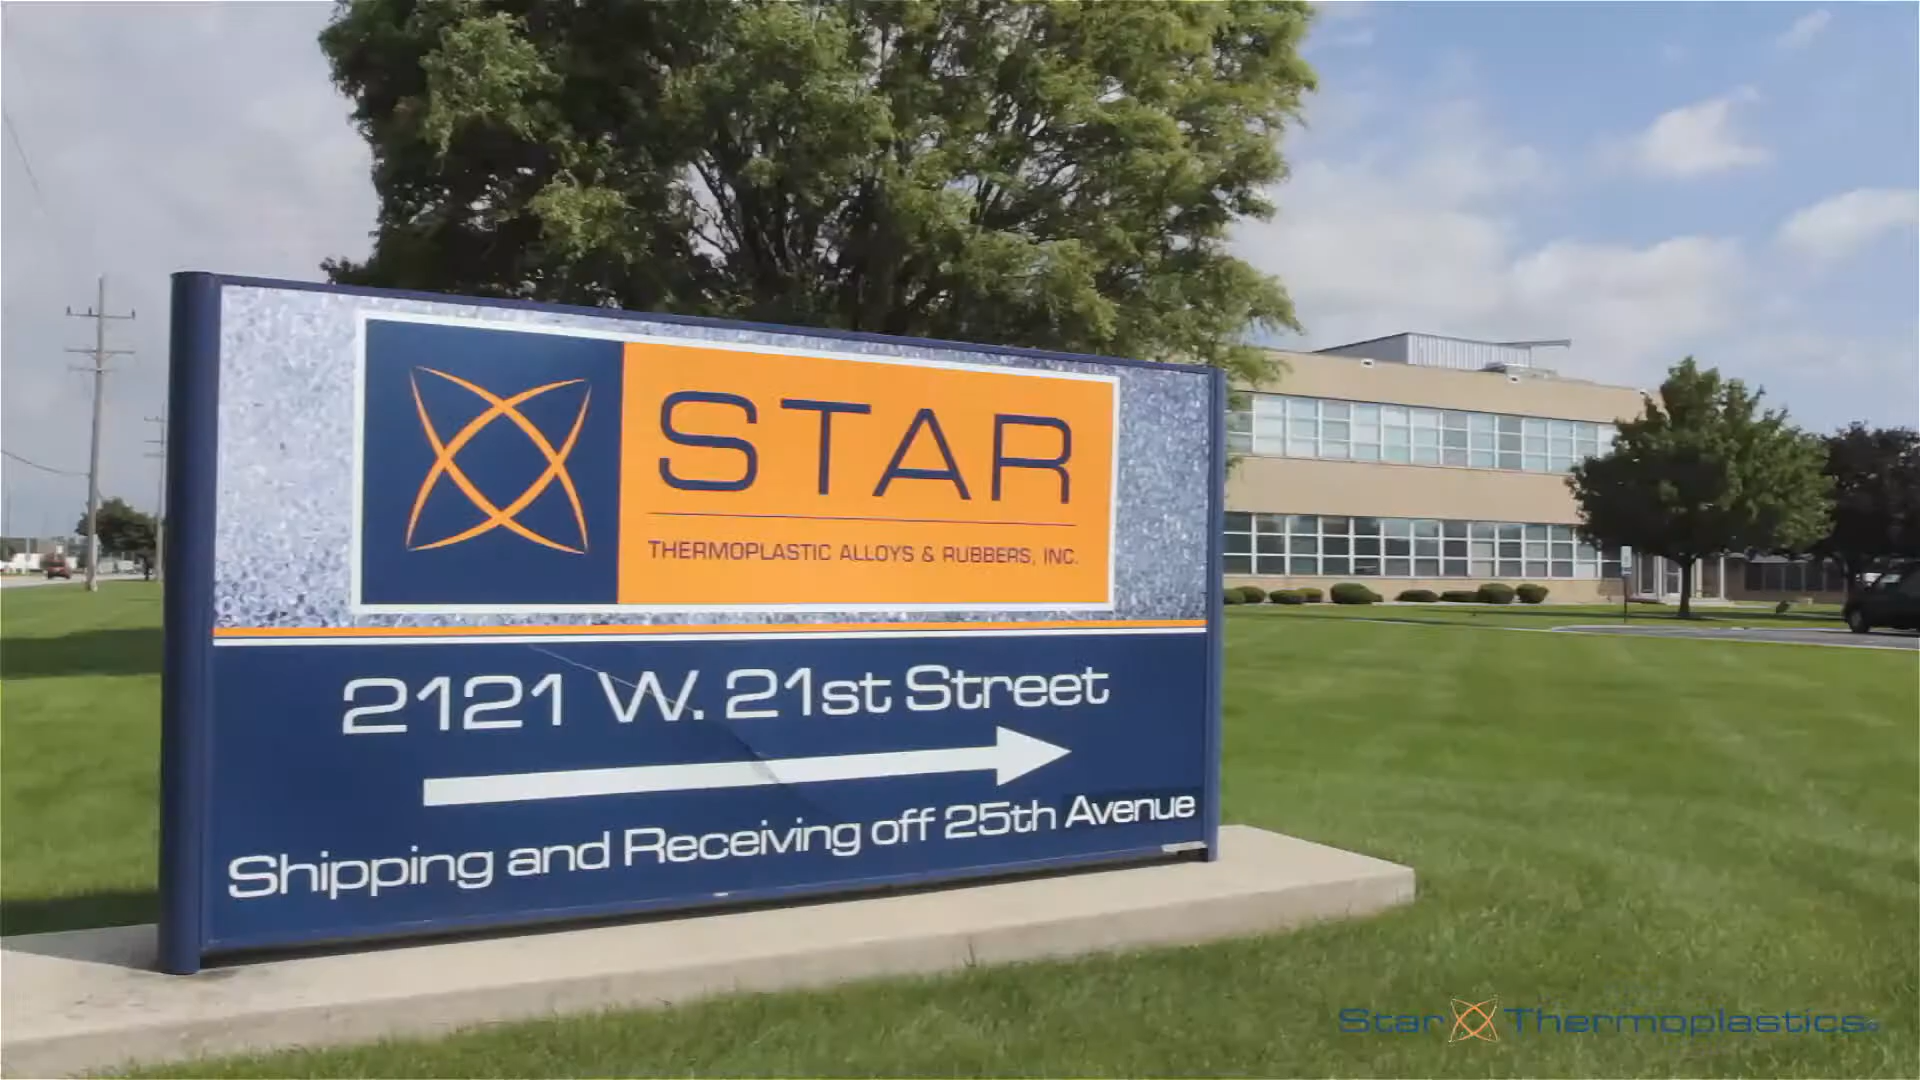 STAR
THERMOPLASTIC ALLOYS & RUBBERS, INC.
2121 W. 21st Street
Shipping and Receiving off 25th Avenue
Star Thermoplastics